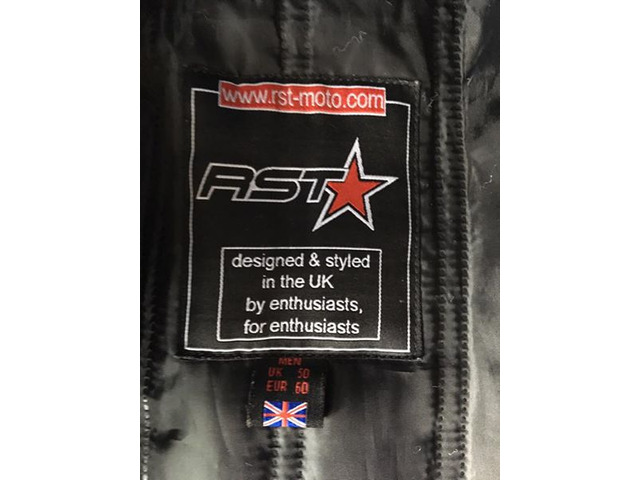 www.rst-moto.com
RST
designed & styled
in the UK
by enthusiasts,
for enthusiasts
MEN
UK 50
EUR 60